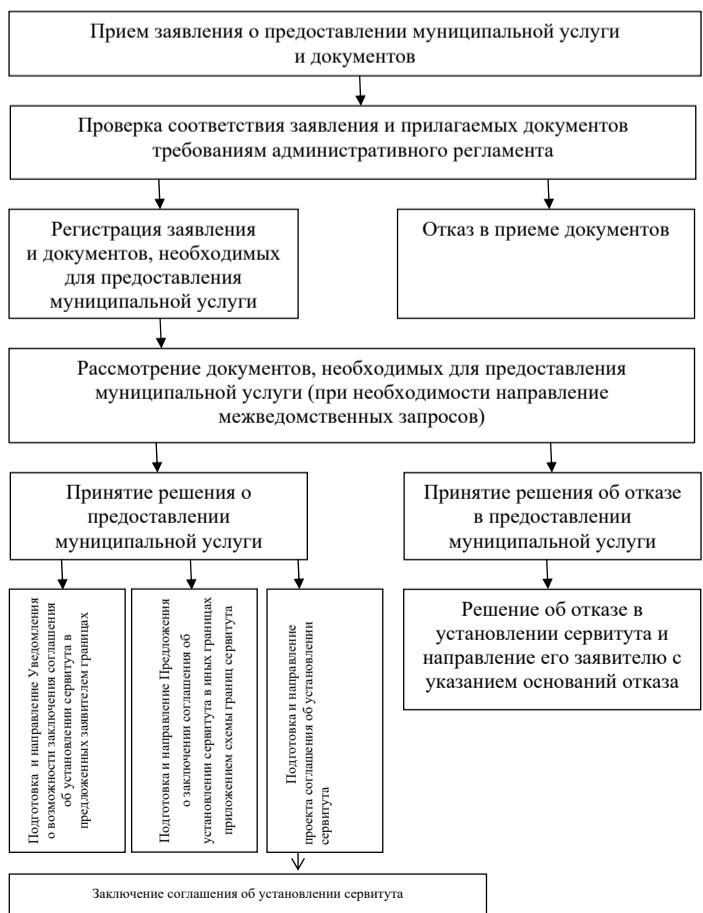 Прием заявления о предоставлении муниципальной услуги
и документов
Проверка соответствия заявления и прилагаемых документов
требованиям административного регламента
Регистрация заявления
и документов, необходимых
для предоставления
муниципальной услуги
Отказ в приеме документов
Рассмотрение документов, необходимых для предоставления
муниципальной услуги (при необходимости направление
межведомственных запросов)
Принятие решения о
предоставлении
муниципальной услуги
Принятие решения об отказе
в предоставлении
муниципальной услуги
Подготовка и направление Уведомления
о возможности заключения соглашения
об установлении сервитута в
предложенных заявителем границах
Подготовка и направление Предложения
о заключении соглашения об
установлении сервитута в иных границах
приложением схемы границ сервитута
Подготовка и направление
проекта соглашения об установлении
сервитута
Решение об отказе в
установлении сервитута и
направление его заявителю с
указанием оснований отказа
Заключение соглашения об установлении сервитута